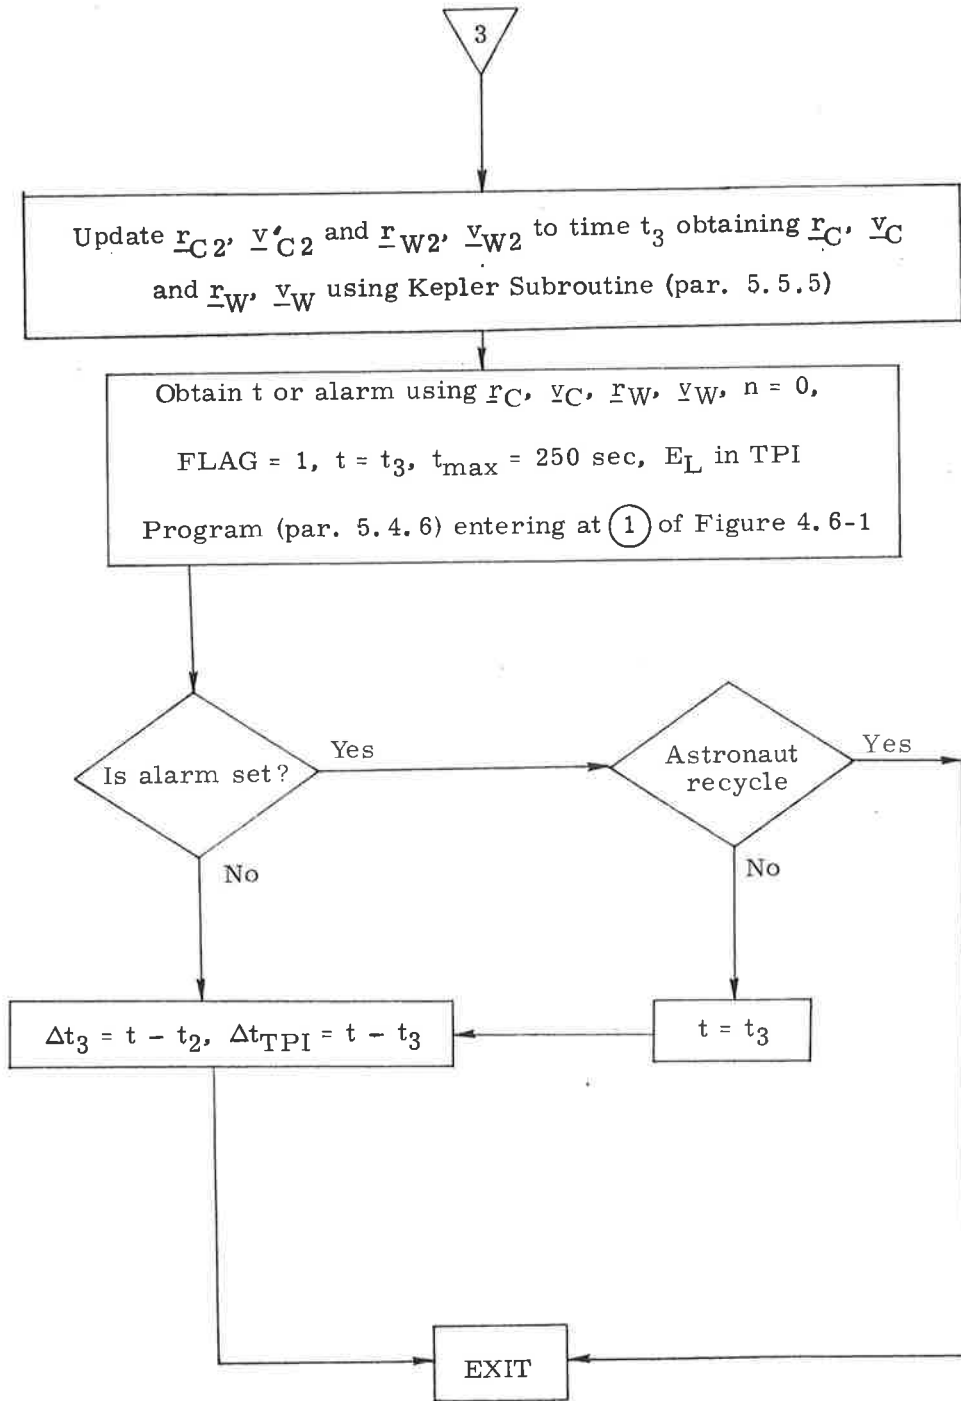 3
Update r_C2, v'_C2 and r_W2, v_W2 to time t_3 obtaining r_C, v_C
and r_W, v_W using Kepler Subroutine (par. 5.5.5)
Obtain t or alarm using r_C, v_C, r_W, v_W, n = 0,
FLAG = 1, t = t_3, t_max = 250 sec, E_L in TPI
Program (par. 5.4.6) entering at 1 of Figure 4.6-1
Is alarm set?
Yes
No
Astronaut
recycle
Yes
No
Δt_3 = t - t_2, Δt_TPI = t - t_3
t = t_3
EXIT